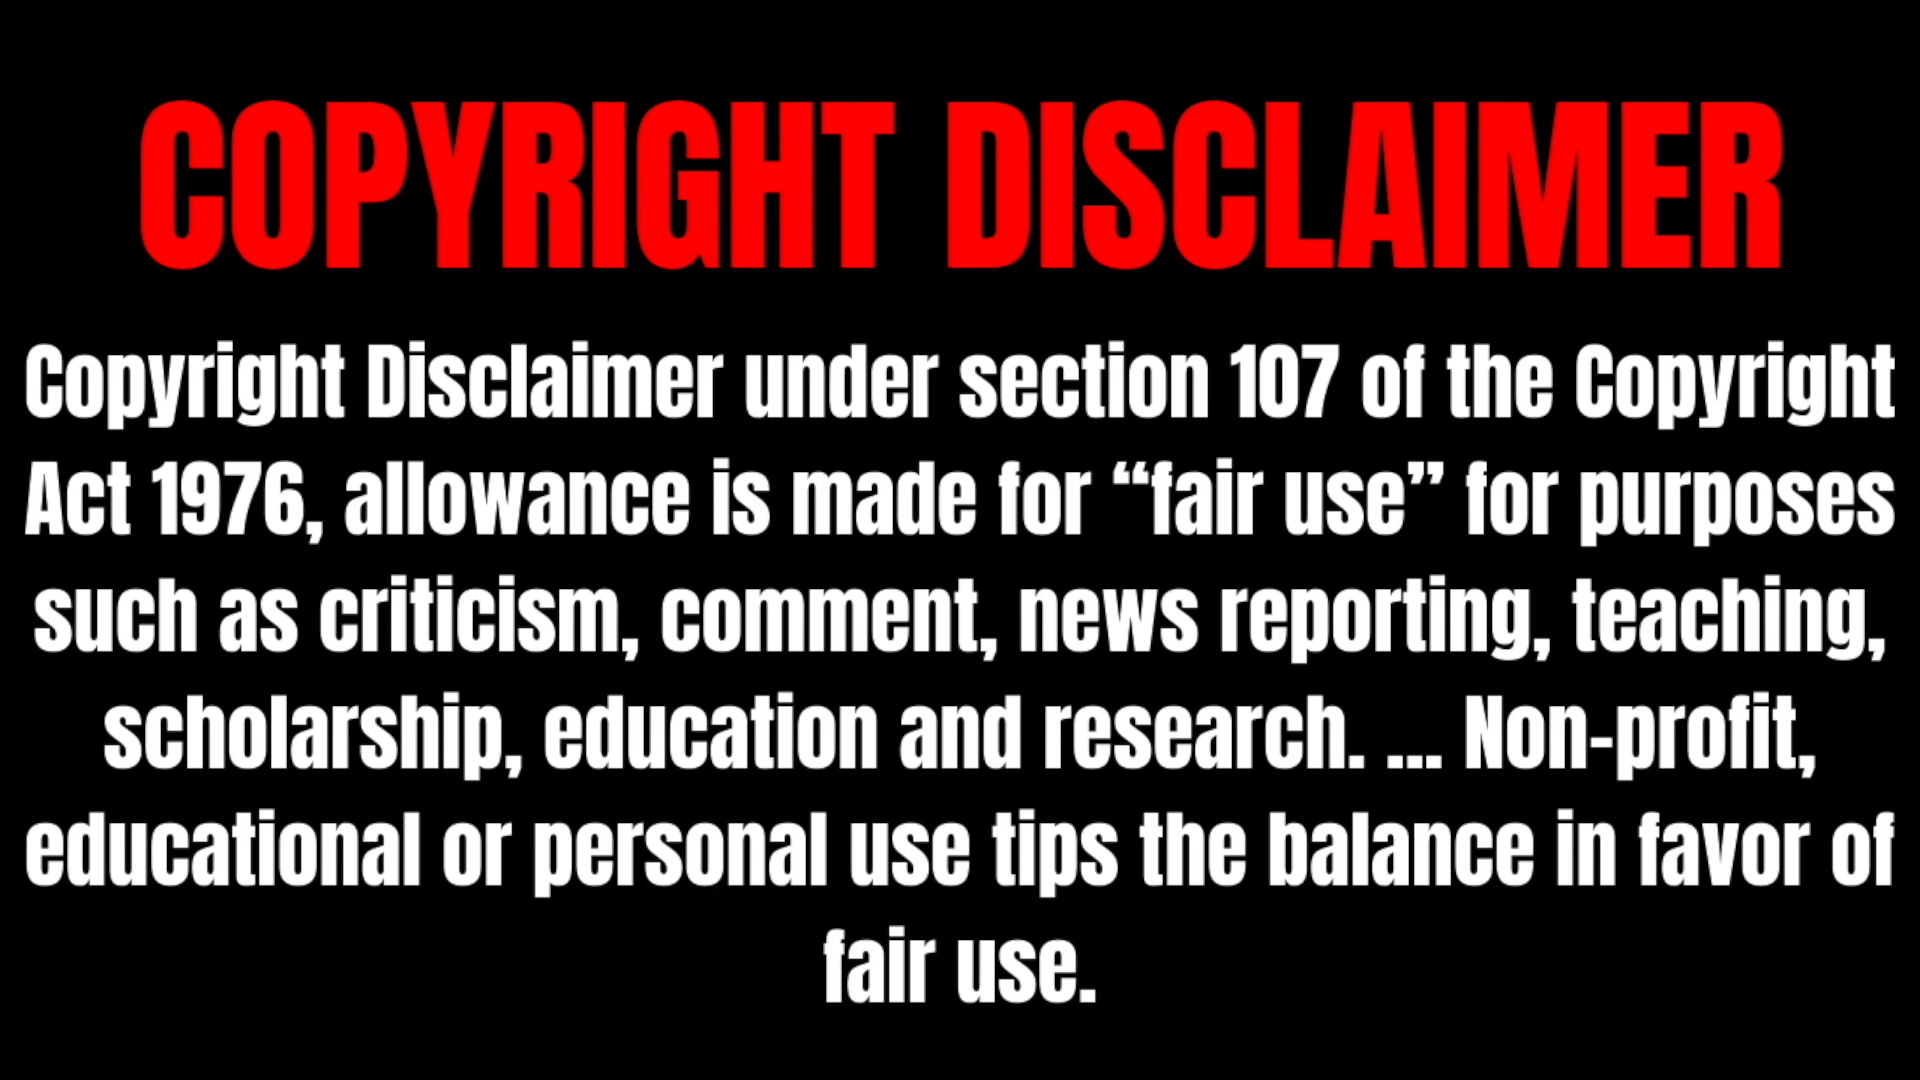 COPYRIGHT DISCLAIMER
Copyright Disclaimer under section 107 of the Copyright
Act 1976, allowance is made for “fair use” for purposes
such as criticism, comment, news reporting, teaching,
scholarship, education and research. ... Non-profit,
educational or personal use tips the balance in favor of
fair use.